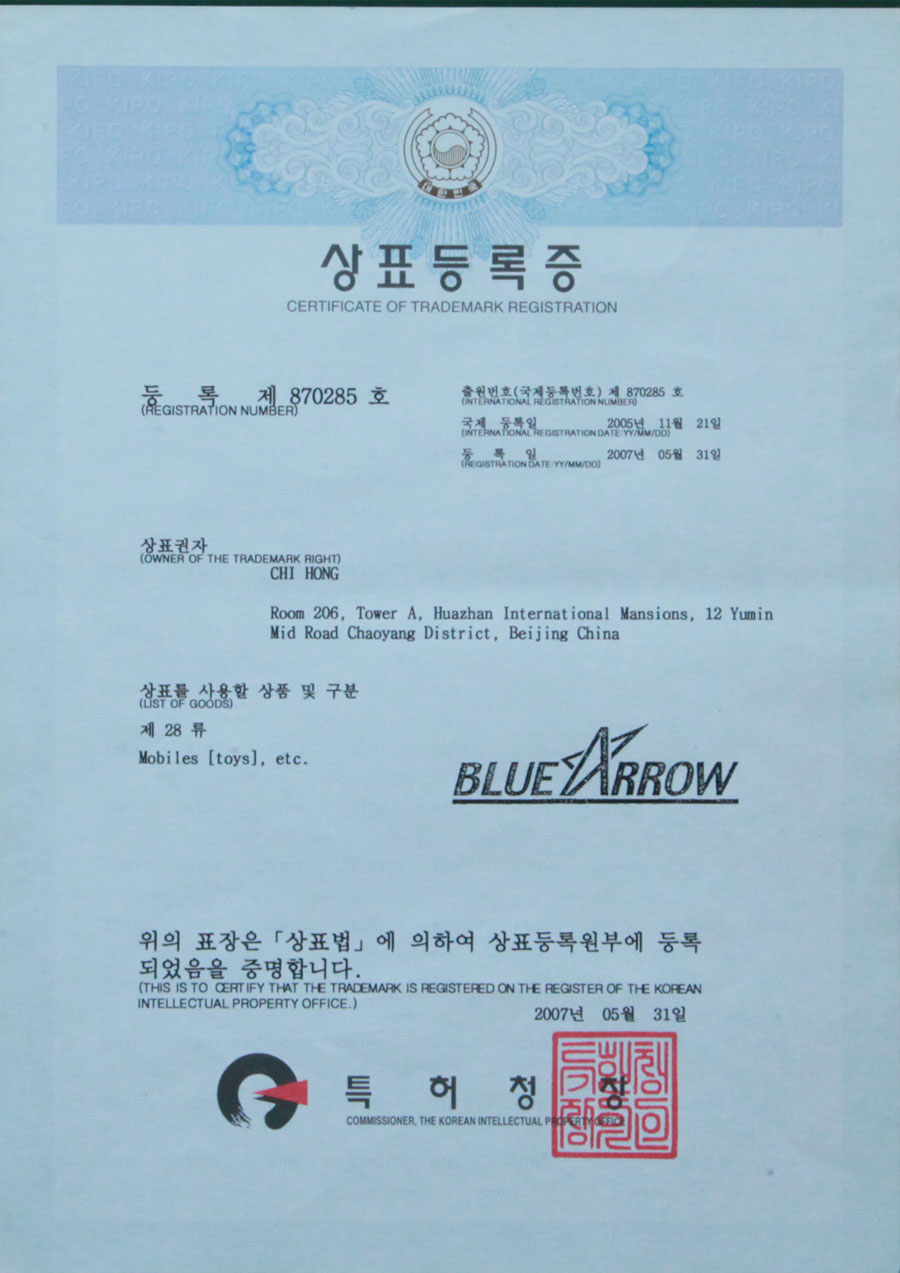 KIPO KIPO KIPO KIPO
대한민국
상표등록증
CERTIFICATE OF TRADEMARK REGISTRATION
등 록 제 870285 호
(REGISTRATION NUMBER)
출원번호(국제등록번호) 제 870285 호
(INTERNATIONAL REGISTRATION NUMBER)
국제 등록일 2005년 11월 21일
(INTERNATIONAL REGISTRATION DATE:YY/MM/DD)
등 록 일 2007년 05월 31일
(REGISTRATION DATE:YY/MM/DD)
상표권자
(OWNER OF THE TRADEMARK RIGHT)
CHI HONG
Room 206, Tower A, Huazhan International Mansions, 12 Yumin
Mid Road Chaoyang District, Beijing China
상표를 사용할 상품 및 구분
(LIST OF GOODS)
제 28 류
Mobiles [toys], etc.
BLUE ARROW
위의 표장은 「상표법」에 의하여 상표등록원부에 등록
되었음을 증명합니다.
(THIS IS TO CERTIFY THAT THE TRADEMARK IS REGISTERED ON THE REGISTER OF THE KOREAN
INTELLECTUAL PROPERTY OFFICE.)
2007년 05월 31일
특 허 청 장
COMMISSIONER, THE KOREAN INTELLECTUAL PROPERTY OFFICE